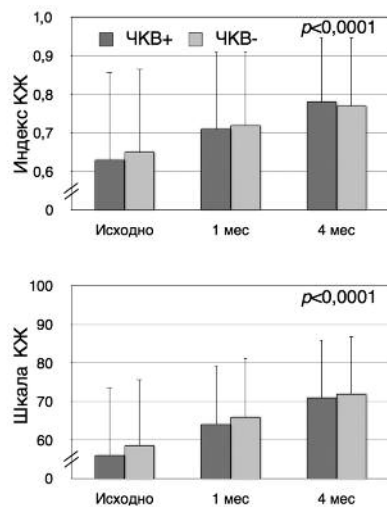 Индекс КЖ
1,0
0,9
0,8
0,7
0,6
0
ЧКВ+ ЧКВ-
p<0,0001
Исходно 1 мес 4 мес
Шкала КЖ
100
90
80
70
60
0
p<0,0001
Исходно 1 мес 4 мес